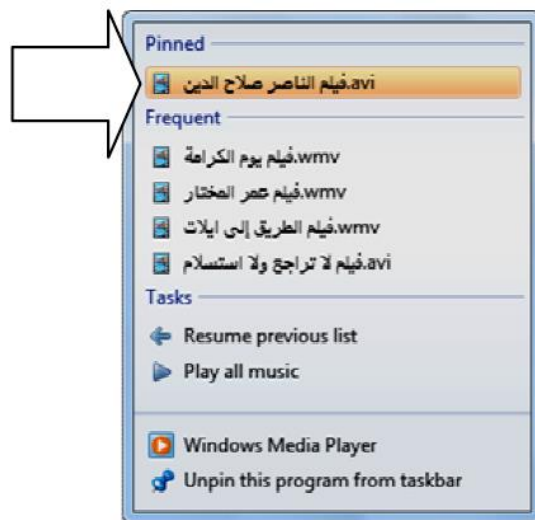 Pinned
فيلم الناصر صلاح الدين.avi
Frequent
فيلم يوم الكرامة.wmv
فيلم عمر المختار.wmv
فيلم الطريق إلى ايلات.wmv
فيلم لا تراجع ولا استسلام.avi
Tasks
Resume previous list
Play all music
Windows Media Player
Unpin this program from taskbar